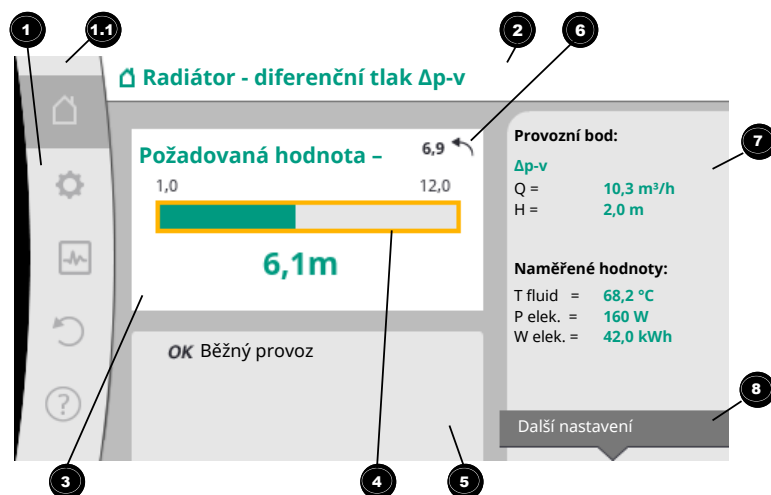 1
1.1
2
6
Radiátor - diferenční tlak Δp-v
Požadovaná hodnota –
6,9
1,0
12,0
6,1m
OK Běžný provoz
Provozní bod:
7
Δp-v
Q = 10,3 m³/h
H = 2,0 m
Naměřené hodnoty:
T fluid = 68,2 °C
P elek. = 160 W
W elek. = 42,0 kWh
8
Další nastavení
?
3
4
5